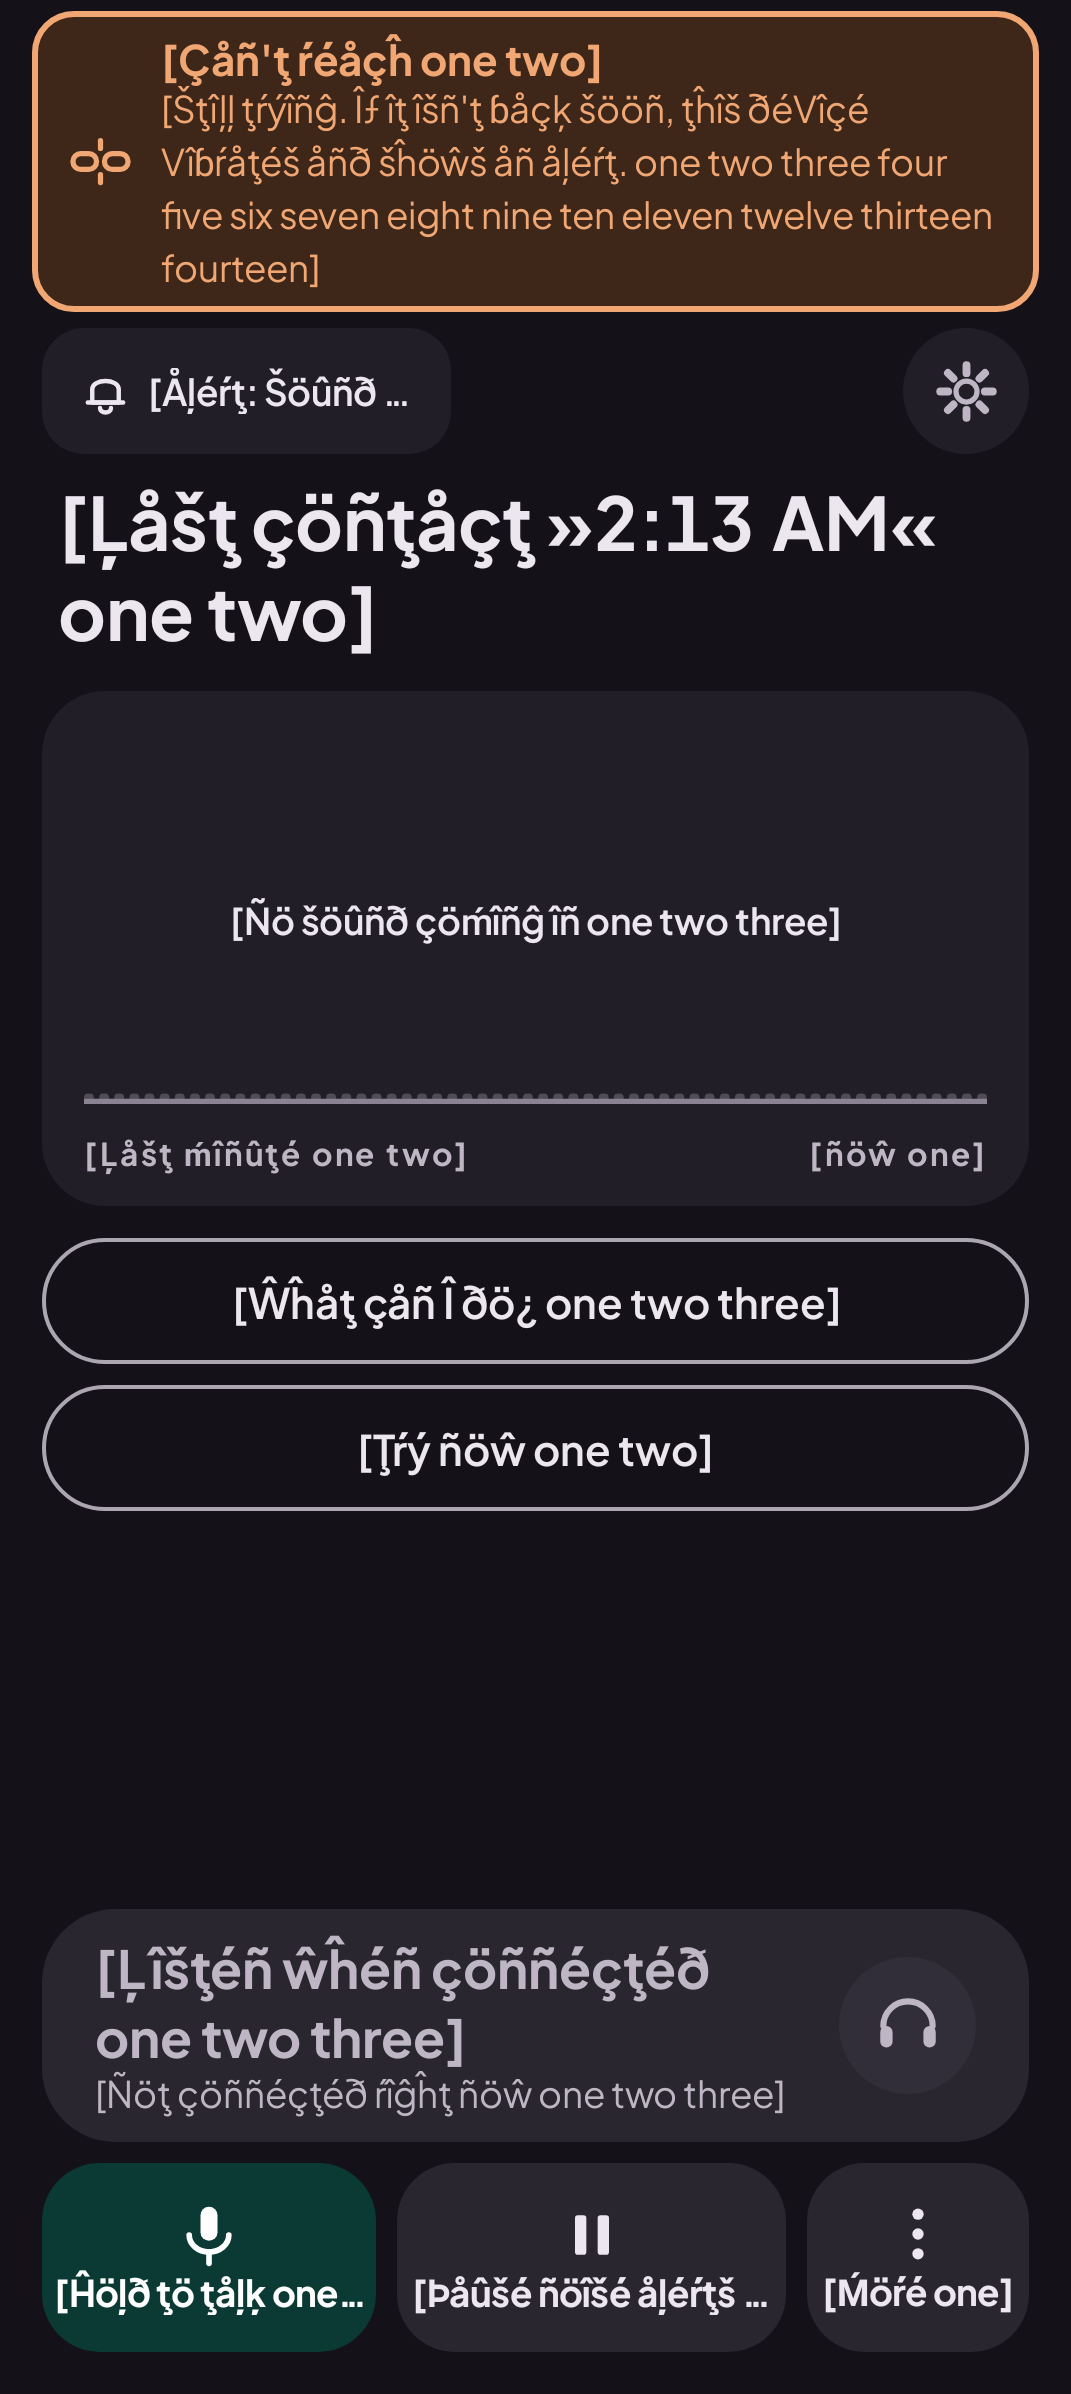 [Çåñ'ţ ŕéåçĥ one two]
[Šţîļļ ţŕýîñĝ. Îƒ îţ îšñ'ţ ƀåçķ šööñ, ţĥîš ðéVîçé
Vîƀŕåţéš åñð šĥöŵš åñ åļéŕţ. one two three four
five six seven eight nine ten eleven twelve thirteen
fourteen]
[Åļéŕţ: Šöûñð ...
[Ļåšţ çöñţåçţ »2:13 AM«
one two]
[Ñö šöûñð çöḿîñĝ îñ one two three]
[Ļåšţ ḿîñûţé one two]
[ñöŵ one]
[Ŵĥåţ çåñ Î ðö¿ one two three]
[Ţŕý ñöŵ one two]
[Ļîšţéñ ŵĥéñ çöññéçţéð
one two three]
[Ñöţ çöññéçţéð ŕîĝĥţ ñöŵ one two three]
[Ĥöļð ţö ţåļķ one...
[Þåûšé ñöîšé åļéŕţš ...
[Ḿöŕé one]